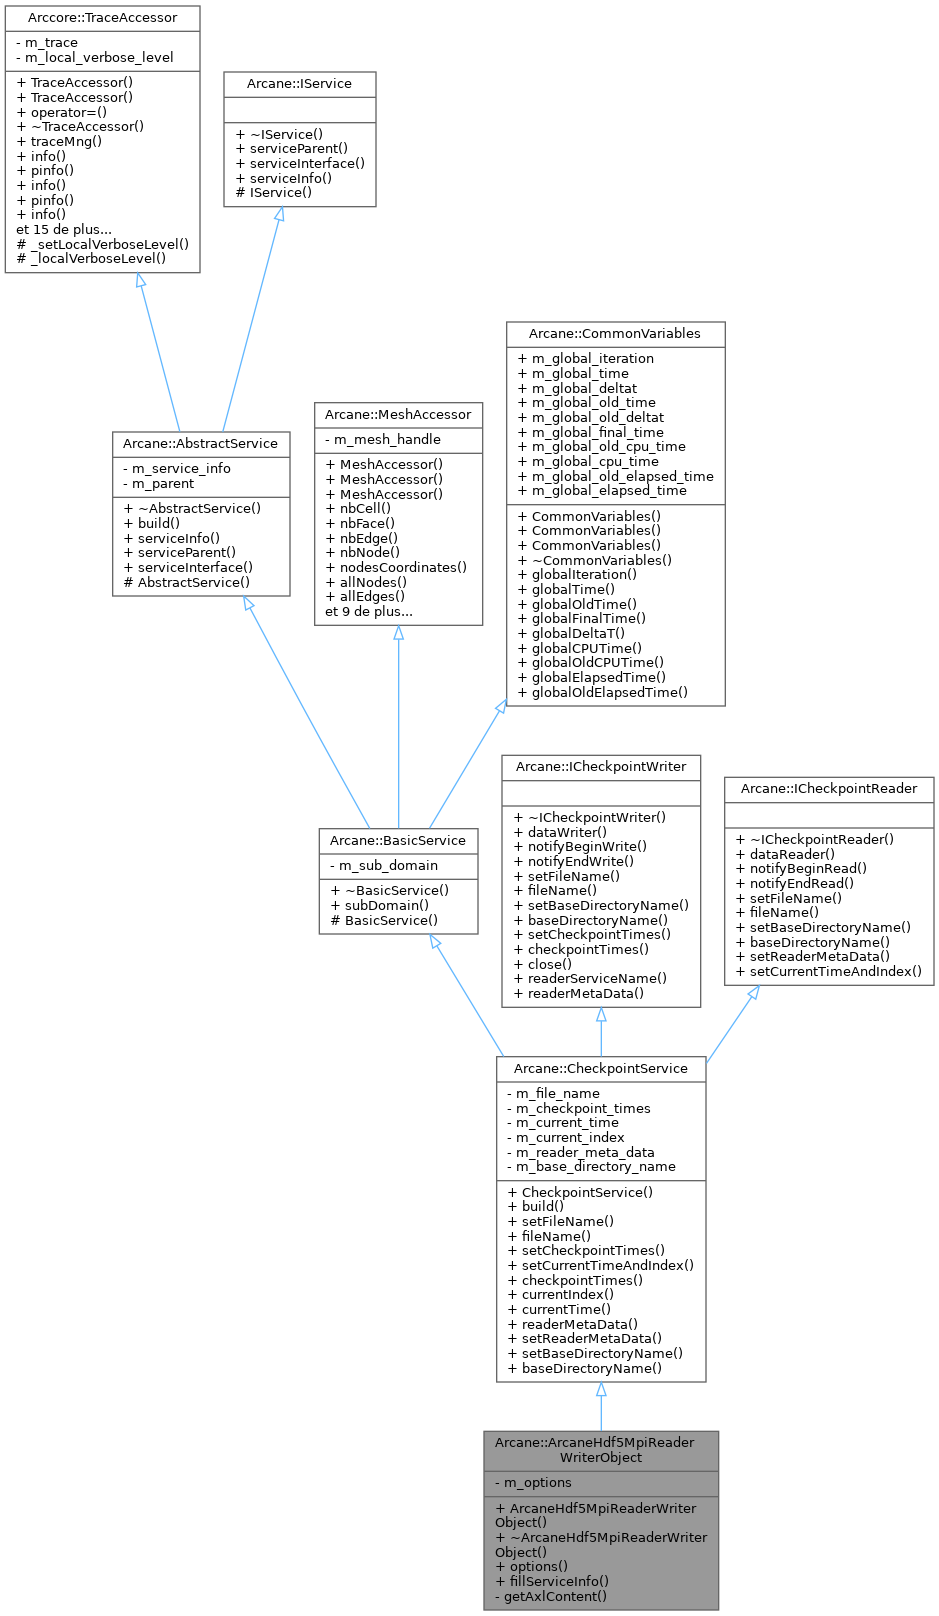 Arccore::TraceAccessor
- m_trace
- m_local_verbose_level
+ TraceAccessor()
+ TraceAccessor()
+ operator=()
+ ~TraceAccessor()
+ traceMng()
+ info()
+ pinfo()
+ info()
+ pinfo()
+ info()
et 15 de plus...
# _setLocalVerboseLevel()
# _localVerboseLevel()
Arcane::IService
+ ~IService()
+ serviceParent()
+ serviceInterface()
+ serviceInfo()
# IService()
Arcane::CommonVariables
+ m_global_iteration
+ m_global_time
+ m_global_deltat
+ m_global_old_time
+ m_global_old_deltat
+ m_global_final_time
+ m_global_old_cpu_time
+ m_global_cpu_time
+ m_global_old_elapsed_time
+ m_global_elapsed_time
+ CommonVariables()
+ CommonVariables()
+ CommonVariables()
+ ~CommonVariables()
+ globalIteration()
+ globalTime()
+ globalOldTime()
+ globalFinalTime()
+ globalDeltaT()
+ globalCPUTime()
+ globalOldCPUTime()
+ globalElapsedTime()
+ globalOldElapsedTime()
Arcane::MeshAccessor
- m_mesh_handle
+ MeshAccessor()
+ MeshAccessor()
+ MeshAccessor()
+ nbCell()
+ nbFace()
+ nbEdge()
+ nbNode()
+ nodesCoordinates()
+ allNodes()
+ allEdges()
et 9 de plus...
Arcane::AbstractService
- m_service_info
- m_parent
+ ~AbstractService()
+ build()
+ serviceInfo()
+ serviceParent()
+ serviceInterface()
# AbstractService()
Arcane::BasicService
- m_sub_domain
+ ~BasicService()
+ subDomain()
# BasicService()
Arcane::ICheckpointWriter
+ ~ICheckpointWriter()
+ dataWriter()
+ notifyBeginWrite()
+ notifyEndWrite()
+ setFileName()
+ fileName()
+ setBaseDirectoryName()
+ baseDirectoryName()
+ setCheckpointTimes()
+ checkpointTimes()
+ close()
+ readerServiceName()
+ readerMetaData()
Arcane::ICheckpointReader
+ ~ICheckpointReader()
+ dataReader()
+ notifyBeginRead()
+ notifyEndRead()
+ setFileName()
+ fileName()
+ setBaseDirectoryName()
+ baseDirectoryName()
+ setReaderMetaData()
+ setCurrentTimeAndIndex()
Arcane::CheckpointService
- m_file_name
- m_checkpoint_times
- m_current_time
- m_current_index
- m_reader_meta_data
- m_base_directory_name
+ CheckpointService()
+ build()
+ setFileName()
+ fileName()
+ setCheckpointTimes()
+ setCurrentTimeAndIndex()
+ checkpointTimes()
+ currentIndex()
+ currentTime()
+ readerMetaData()
+ setReaderMetaData()
+ setBaseDirectoryName()
+ baseDirectoryName()
Arcane::ArcaneHdf5MpiReader
WriterObject
- m_options
+ ArcaneHdf5MpiReaderWriter
Object()
+ ~ArcaneHdf5MpiReaderWriter
Object()
+ options()
+ fillServiceInfo()
- getAxlContent()